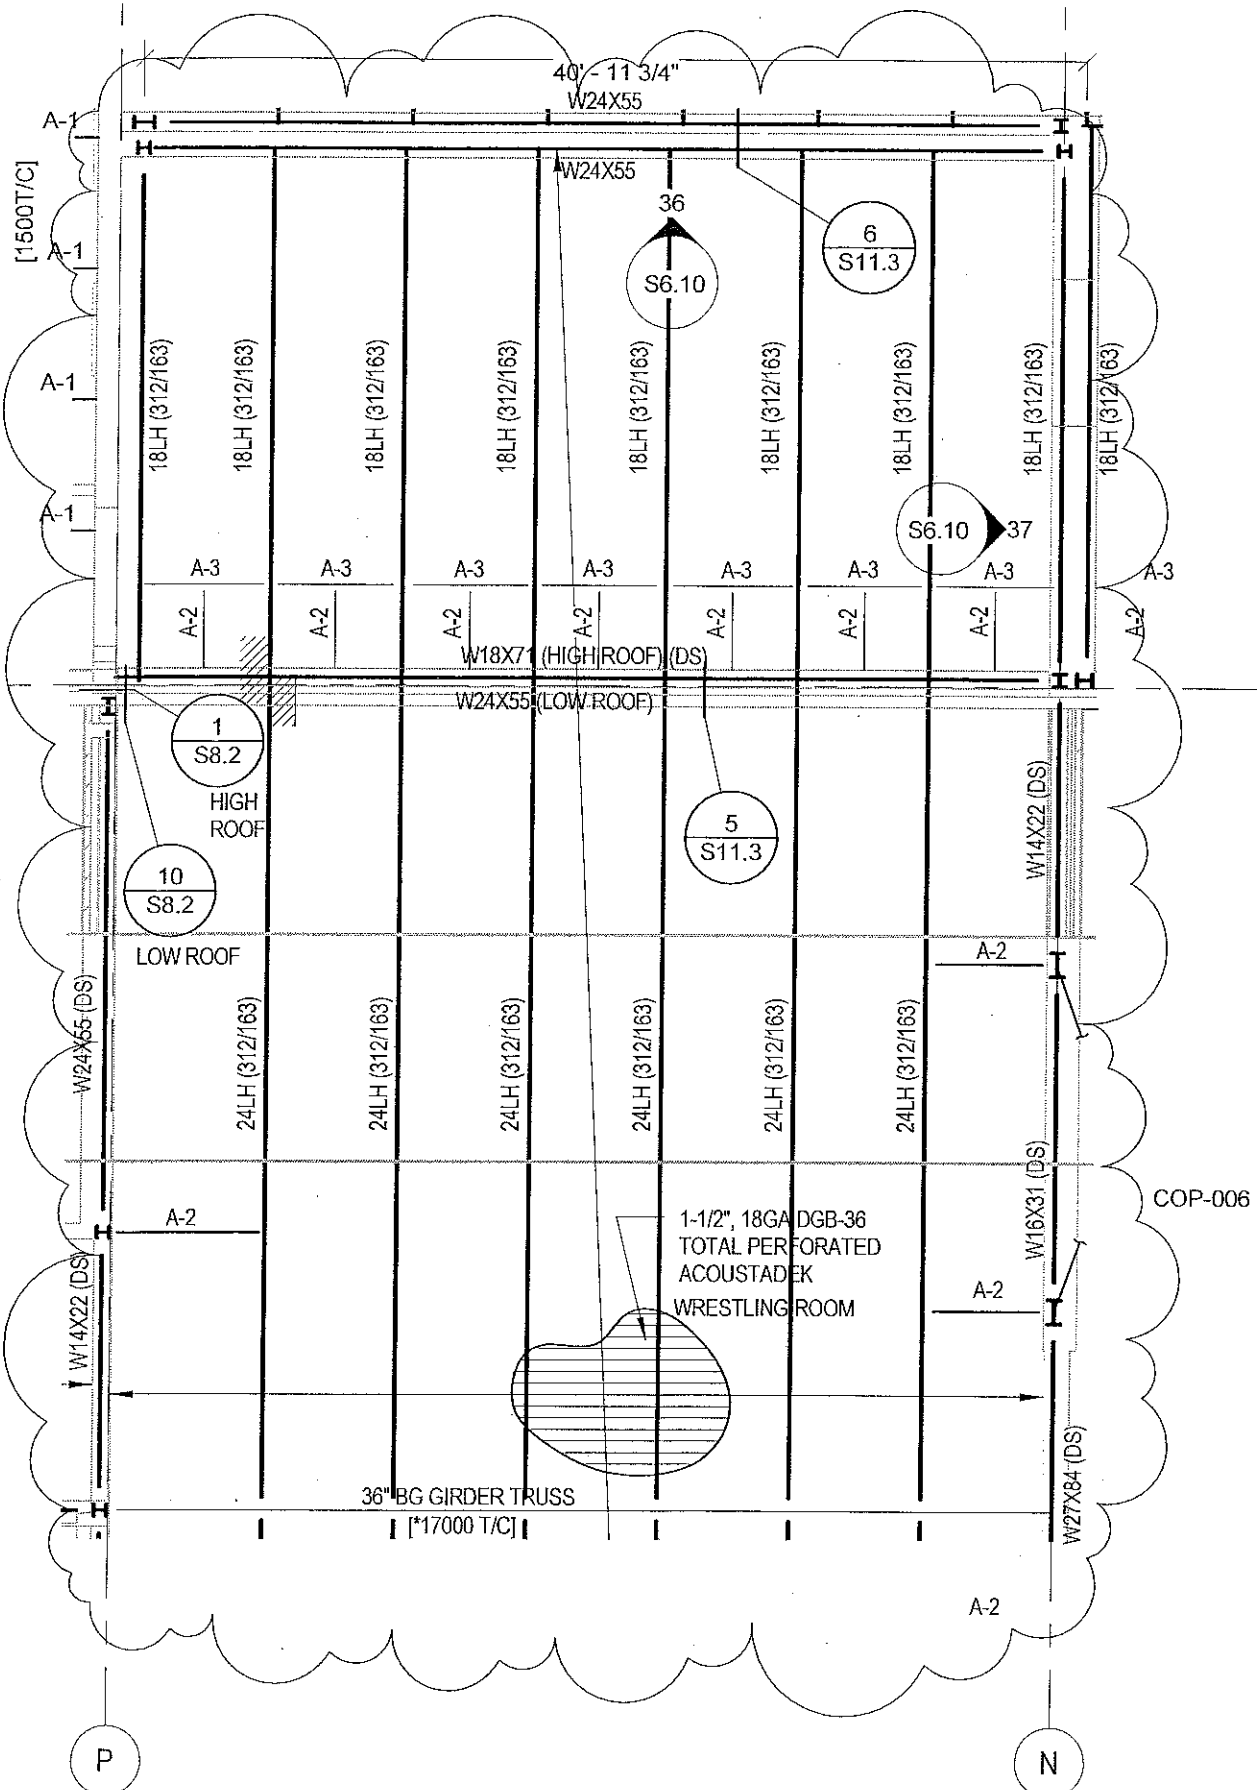 40' - 11 3/4"
W24X55
A-1
[1500T/C]
W24X55
36
S6.10
6
S11.3
A-1
18LH (312/163)
18LH (312/163)
18LH (312/163)
18LH (312/163)
18LH (312/163)
18LH (312/163)
18LH (312/163)
18LH (312/163)
18LH (312/163)
A-1
A-1
S6.10
37
A-3
A-3
A-3
A-3
A-3
A-3
A-3
A-3
A-2
A-2
A-2
A-2
A-2
A-2
A-2
A-2
W18X71 (HIGH ROOF) (DS)
W24X55 (LOW ROOF)
1
S8.2
HIGH
ROOF
5
S11.3
W14X22 (DS)
10
S8.2
LOW ROOF
A-2
W24X55 (DS)
24LH (312/163)
24LH (312/163)
24LH (312/163)
24LH (312/163)
24LH (312/163)
24LH (312/163)
W16X31 (DS)
COP-006
A-2
1-1/2", 18GA DGB-36
TOTAL PERFORATED
ACOUSTADEK
WRESTLING ROOM
A-2
W14X22 (DS)
W27X84 (DS)
36" BG GIRDER TRUSS
[*17000 T/C]
A-2
P
N